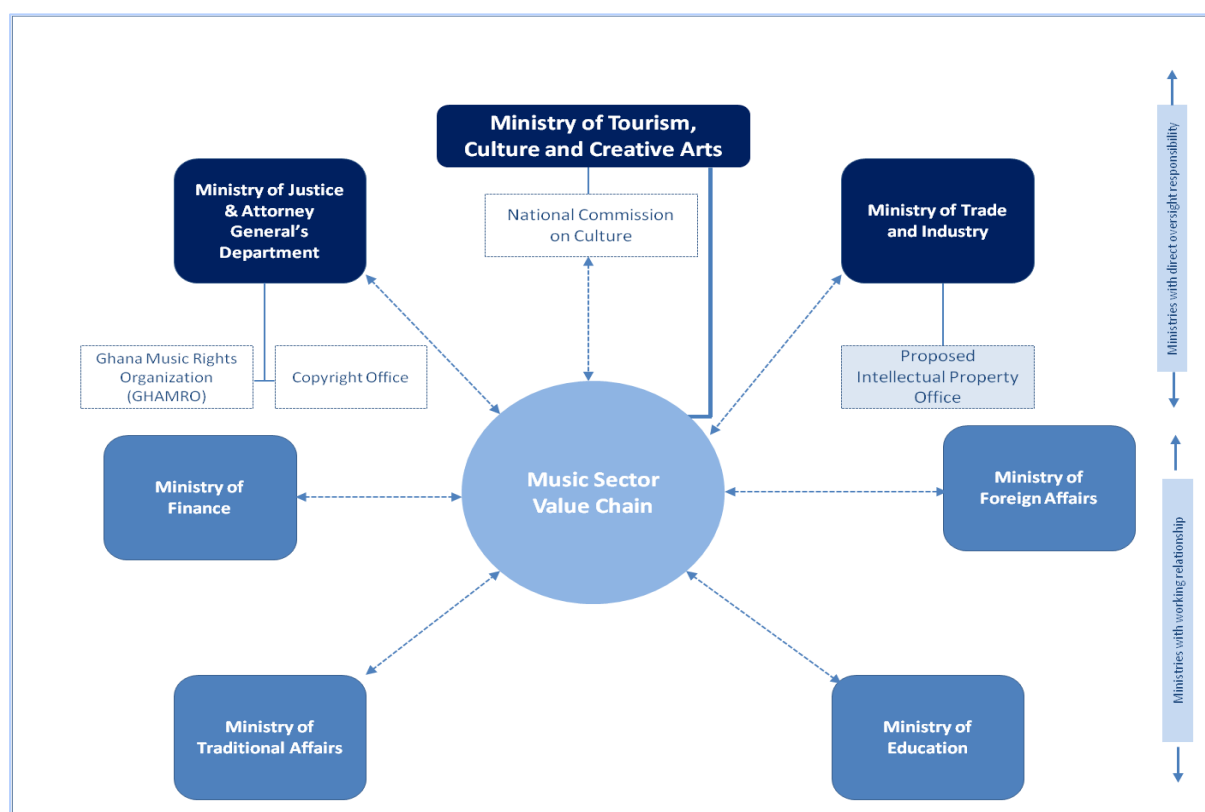 Ministry of Tourism,
Culture and Creative Arts
Ministry of Justice
& Attorney
General’s
Department
National Commission
on Culture
Ministry of Trade
and Industry
Ghana Music Rights
Organization
(GHAMRO)
Copyright Office
Proposed
Intellectual Property
Office
Ministries with direct oversight responsibility
Ministry of
Finance
Music Sector
Value Chain
Ministry of
Foreign Affairs
Ministry of
Traditional Affairs
Ministry of
Education
Ministries with working relationship